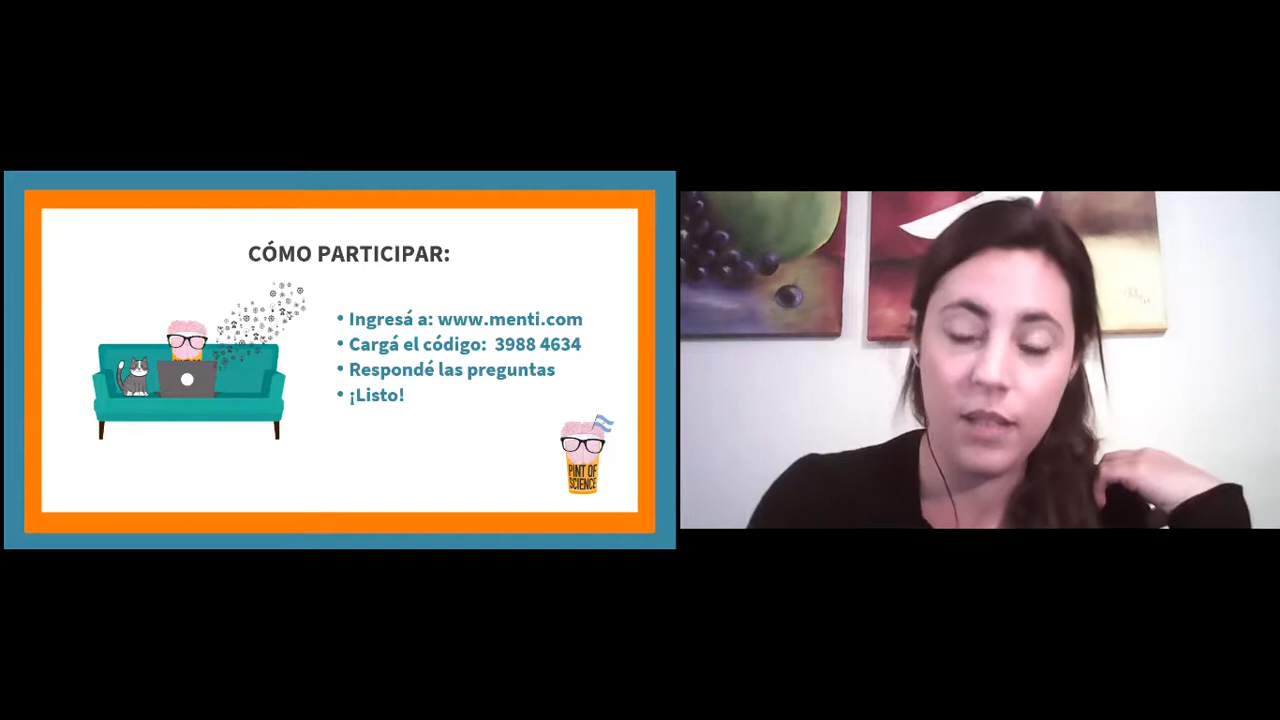 CÓMO PARTICIPAR:
• Ingresá a: www.menti.com
• Cargá el código: 3988 4634
• Respondé las preguntas
• ¡Listo!
PINT OF
SCIENCE